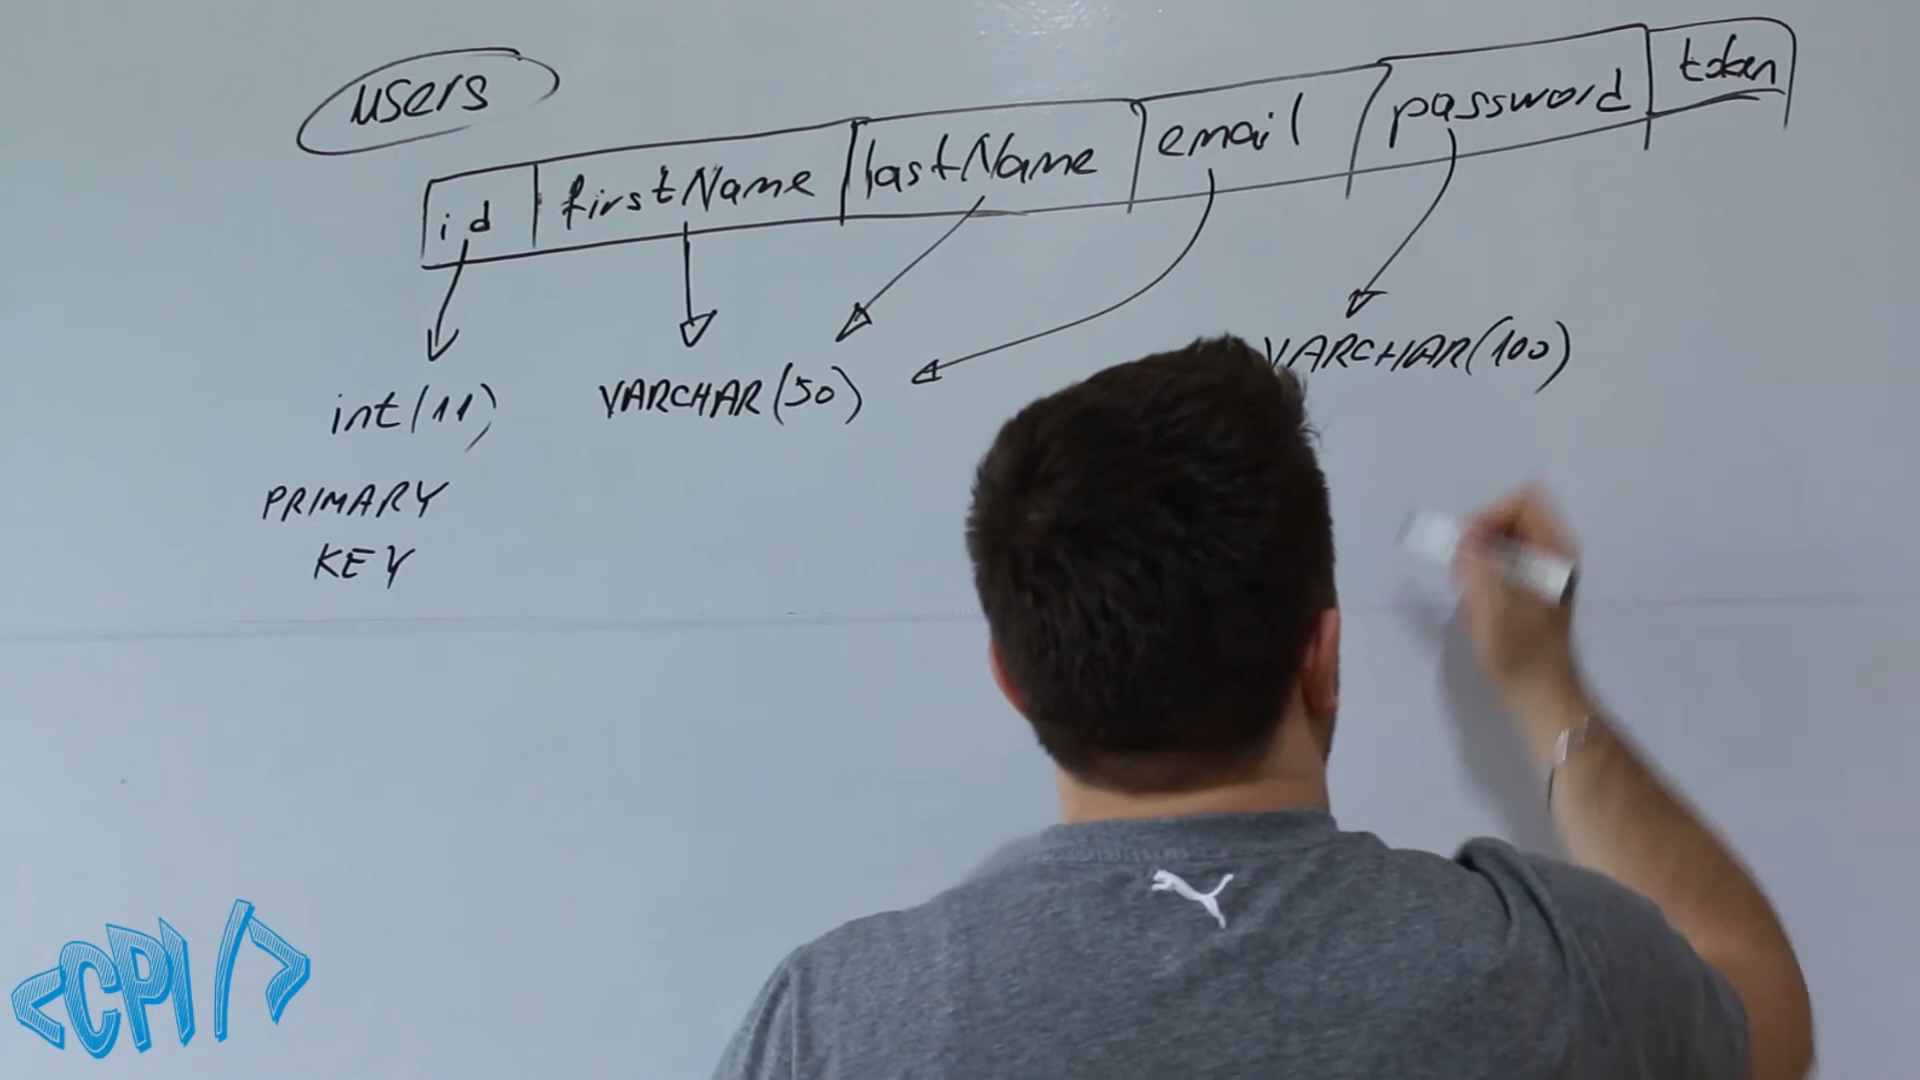 users
id firstName lastName email password token
int(11) VARCHAR(50) VARCHAR(100)
PRIMARY
KEY
<CPI/>